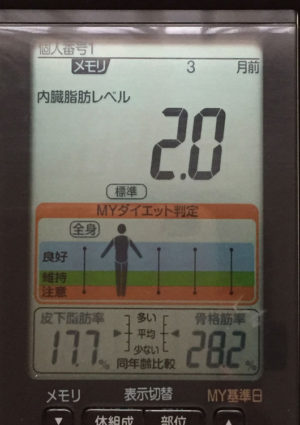 個人番号1
メモリ 3 月前
内臓脂肪レベル
2.0
標準
MYダイエット判定
全身
良好
維持
注意
皮下脂肪率 多い 骨格筋率
17.7% 平均 28.2%
少ない
同年齢比較
メモリ 表示切替 MY基準日
▼ 体組成 部位 ▲